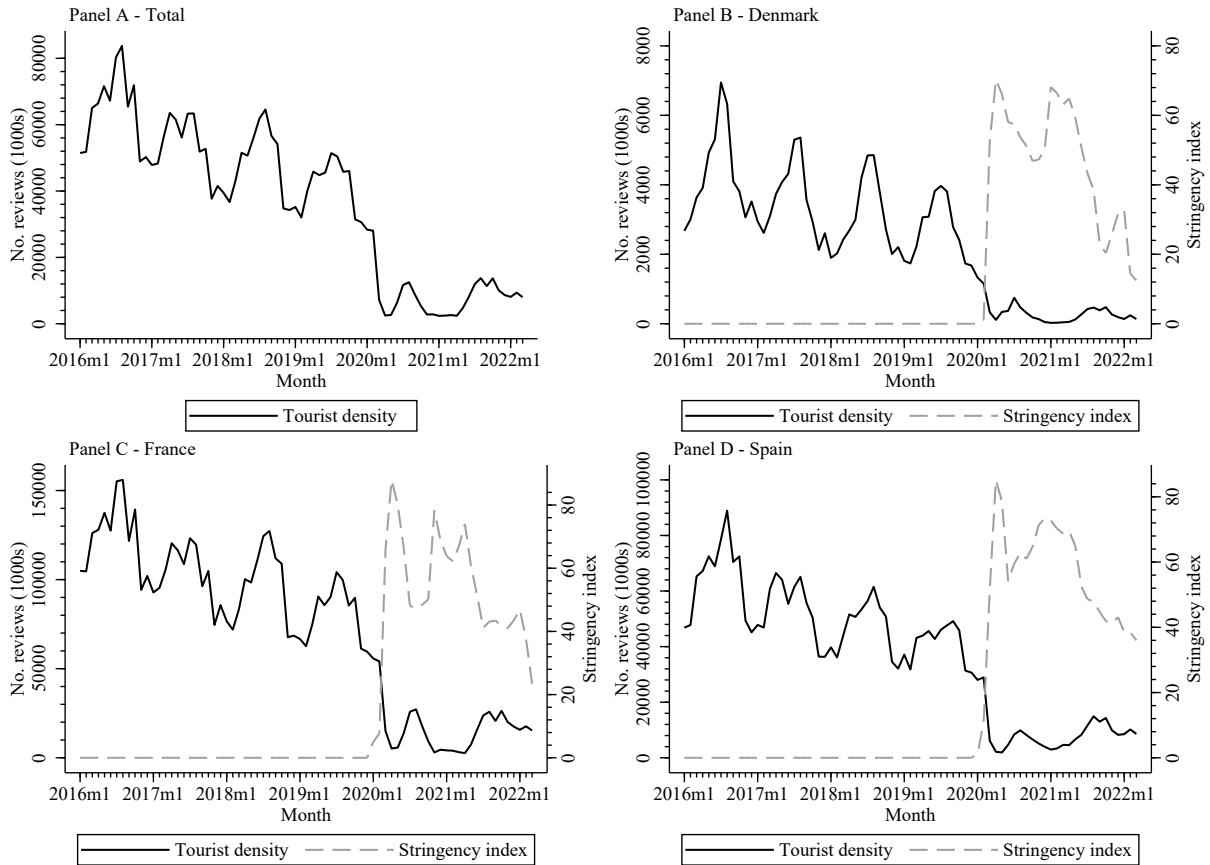 Panel A - Total
No. reviews (1000s)
0 20000 40000 60000 80000
2016m1 2017m1 2018m1 2019m1 2020m1 2021m1 2022m1
Month
Tourist density
Panel B - Denmark
No. reviews (1000s)
0 2000 4000 6000 8000
Stringency index
0 20 40 60 80
2016m1 2017m1 2018m1 2019m1 2020m1 2021m1 2022m1
Month
Tourist density Stringency index
Panel C - France
No. reviews (1000s)
0 50000 100000 150000
Stringency index
0 20 40 60 80
2016m1 2017m1 2018m1 2019m1 2020m1 2021m1 2022m1
Month
Tourist density Stringency index
Panel D - Spain
No. reviews (1000s)
0 20000 40000 60000 80000 100000
Stringency index
0 20 40 60 80
2016m1 2017m1 2018m1 2019m1 2020m1 2021m1 2022m1
Month
Tourist density Stringency index